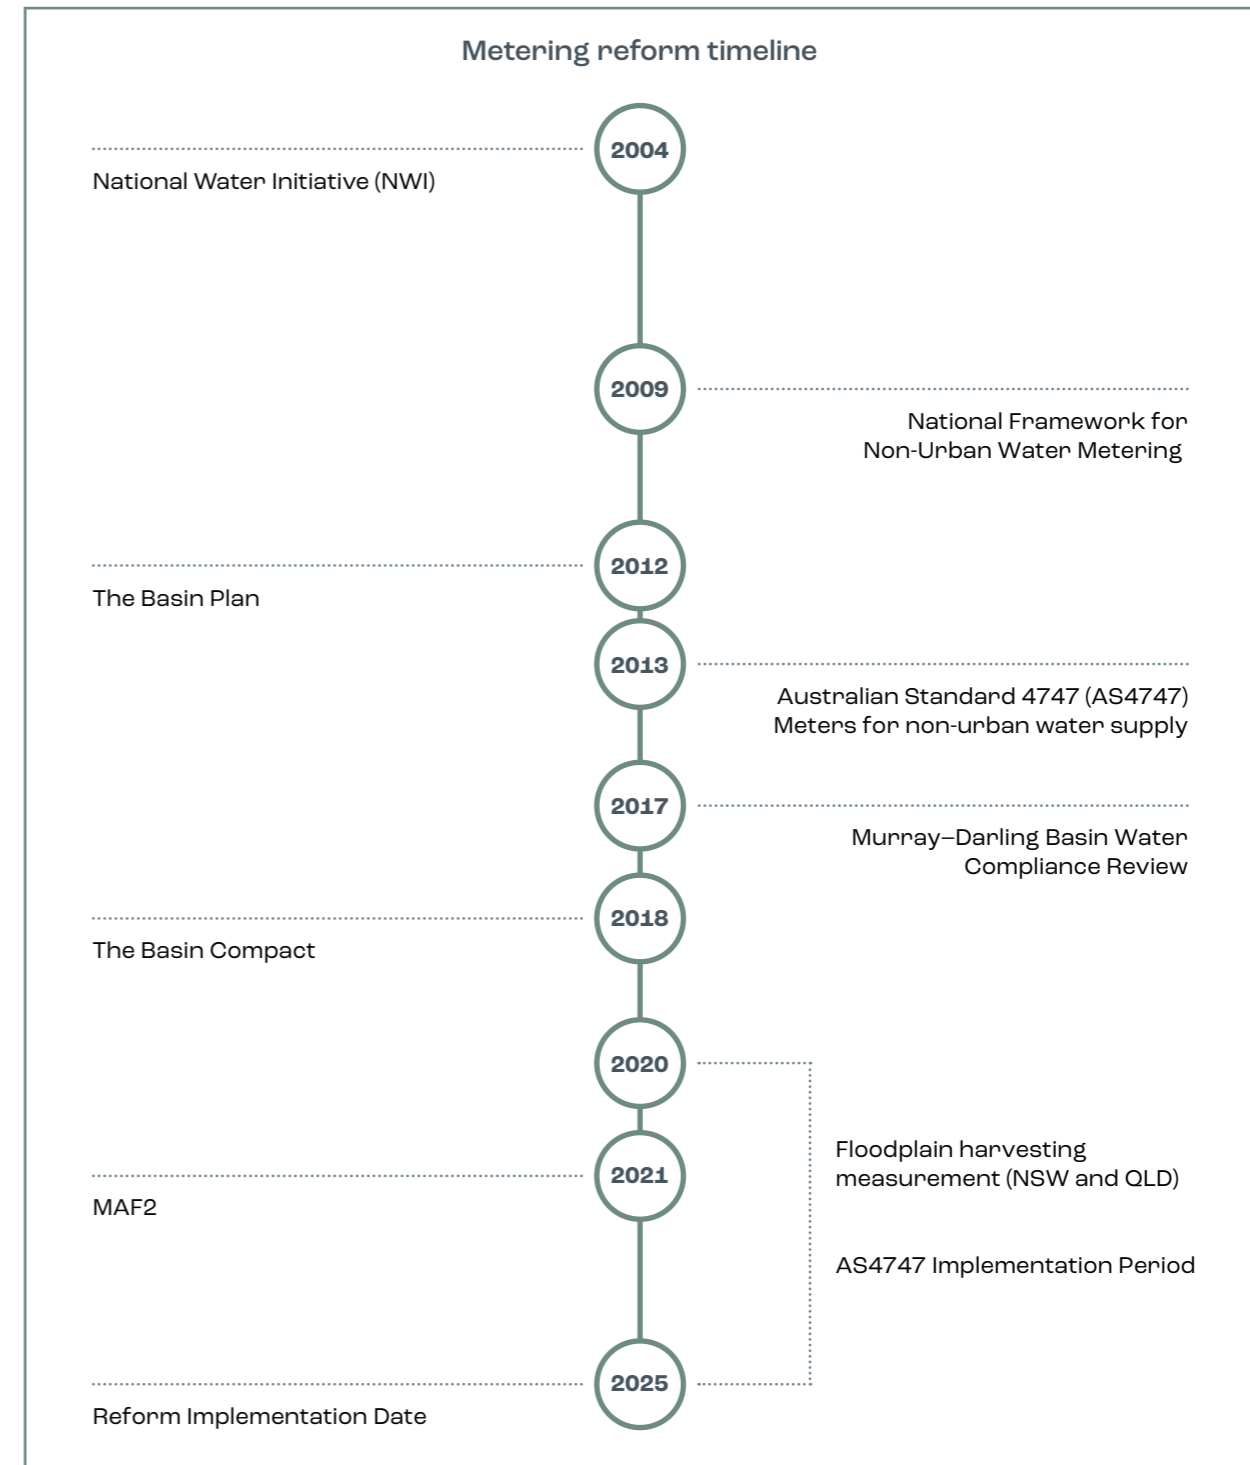 Metering reform timeline
2004
National Water Initiative (NWI)
2009
National Framework for
Non-Urban Water Metering
2012
The Basin Plan
2013
Australian Standard 4747 (AS4747)
Meters for non-urban water supply
2017
Murray–Darling Basin Water
Compliance Review
2018
The Basin Compact
2020
Floodplain harvesting
measurement (NSW and QLD)
2021
MAF2
AS4747 Implementation Period
2025
Reform Implementation Date